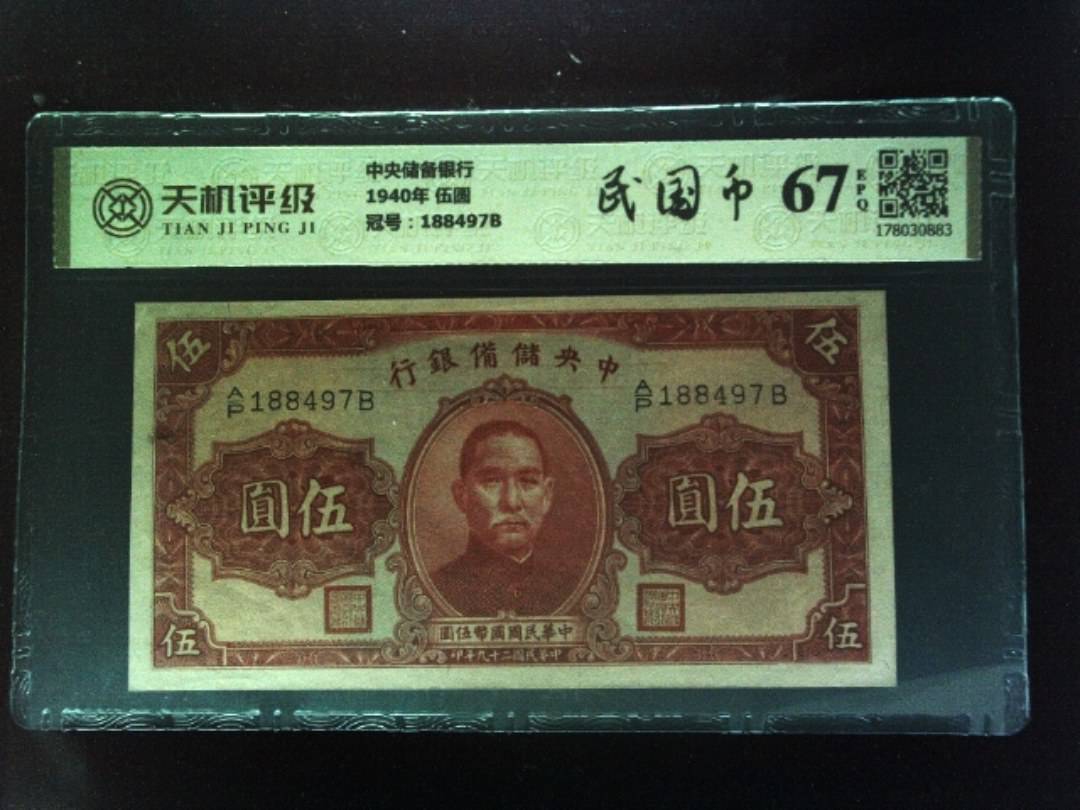 天机评级
TIAN JI PING JI
中央储备银行
1940年 伍圆
冠号：188497B
民国币
67
EPQ
178030883
伍
伍
行銀備儲央中
A/P 188497B
A/P 188497B
圓伍
圓伍
圓伍幣國國民華中
印年九十二國民華中
伍
伍